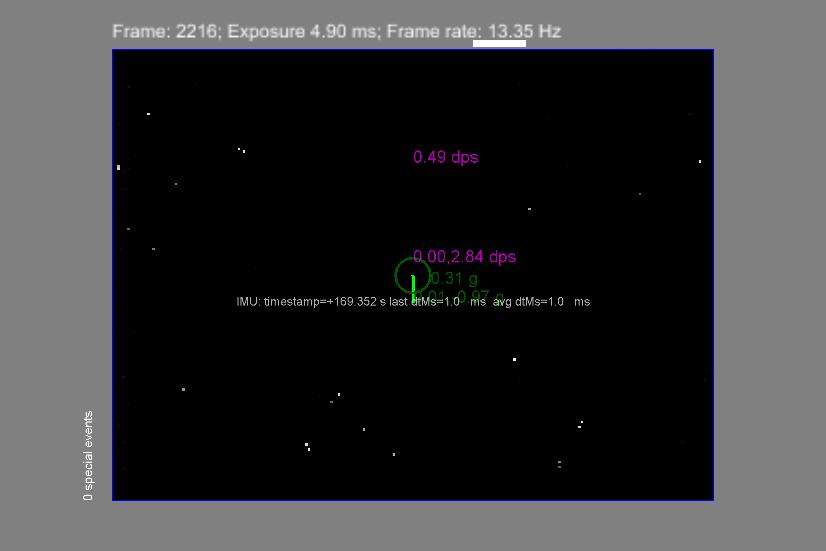 Frame: 2216; Exposure 4.90 ms; Frame rate: 13.35 Hz
0.49 dps
0.00,2.84 dps
0.31 g
0.97 g
IMU: timestamp=+169.352 s last dtMs=1.0 ms avg dtMs=1.0 ms
0 special events